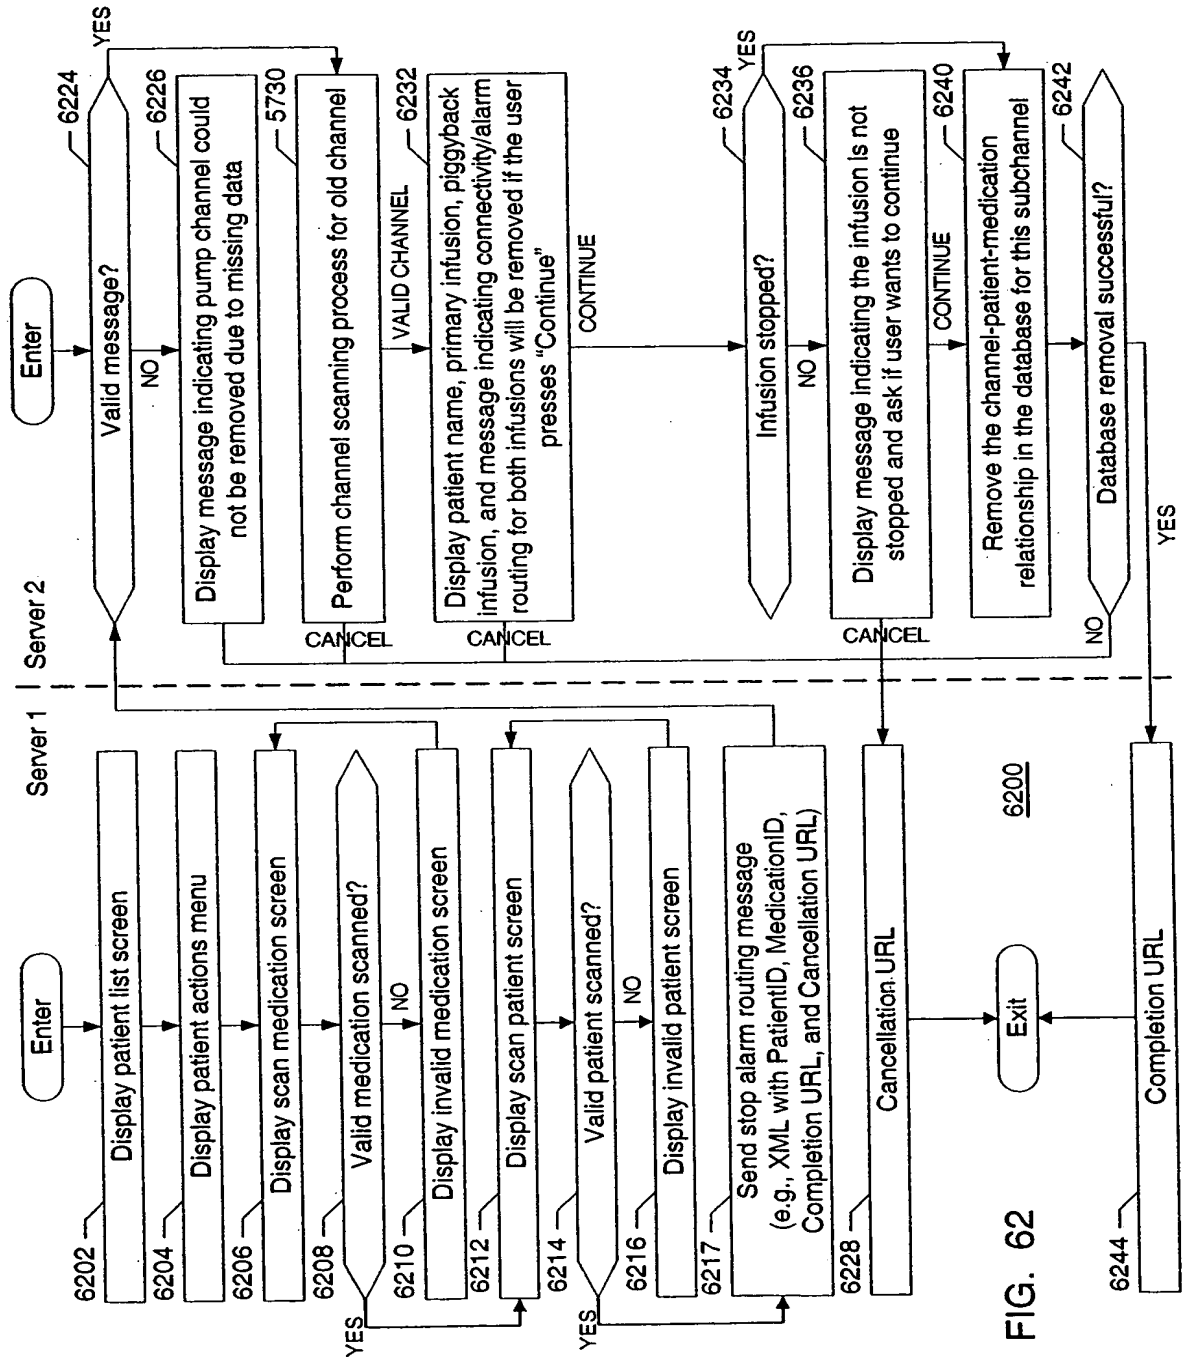 Server 1
Enter
6202
Display patient list screen
6204
Display patient actions menu
6206
Display scan medication screen
6208
Valid medication scanned?
YES
NO
6210
Display invalid medication screen
6212
Display scan patient screen
6214
Valid patient scanned?
YES
NO
6216
Display invalid patient screen
6217
Send stop alarm routing message
(e.g., XML with PatientID, MedicationID,
Completion URL, and Cancellation URL)
6228
Cancellation URL
Exit
6244
Completion URL
Server 2
Enter
6224
Valid message?
YES
NO
6226
Display message indicating pump channel could
not be removed due to missing data
5730
Perform channel scanning process for old channel
CANCEL
VALID CHANNEL
6232
Display patient name, primary infusion, piggyback
infusion, and message indicating connectivity/alarm
routing for both infusions will be removed if the user
presses “Continue”
CANCEL
CONTINUE
6234
Infusion stopped?
YES
NO
6236
Display message indicating the infusion is not
stopped and ask if user wants to continue
CANCEL
CONTINUE
6240
Remove the channel-patient-medication
relationship in the database for this subchannel
6242
Database removal successful?
NO
YES
6200
FIG. 62